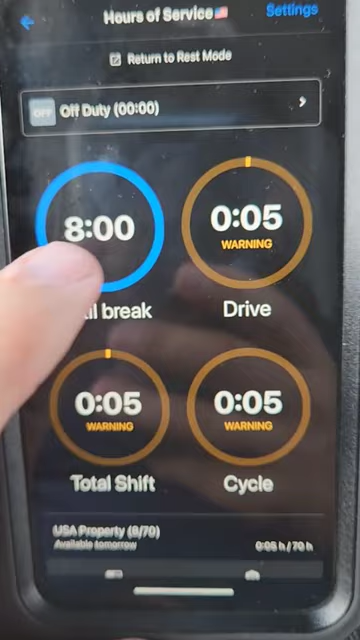 Hours of Service🇺🇸
Settings
Return to Rest Mode
OFF
Off Duty (00:00)
8:00
0:05
WARNING
break
Drive
0:05
WARNING
0:05
WARNING
Total Shift
Cycle
USA Property (8/70)
Available tomorrow
0:05 h / 70 h